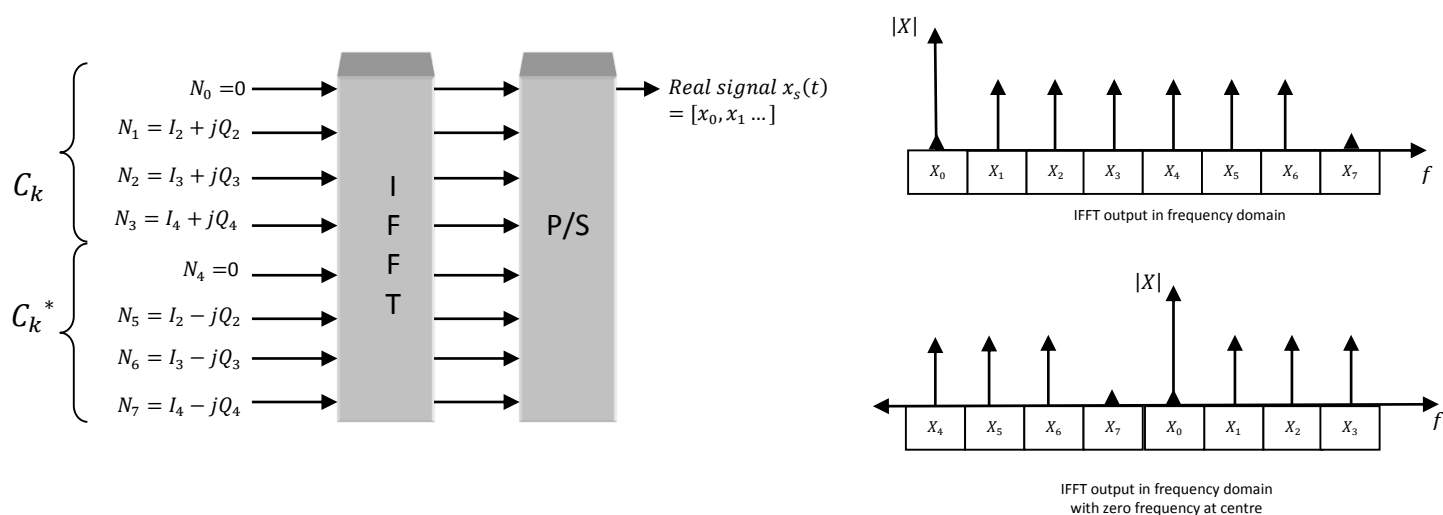 N₀ =0
N₁ = I₂ + jQ₂
N₂ = I₃ + jQ₃
N₃ = I₄ + jQ₄
N₄ =0
N₅ = I₂ − jQ₂
N₆ = I₃ − jQ₃
N₇ = I₄ − jQ₄
Cₖ
Cₖ*
I
F
F
T
P/S
Real signal xₛ(t)
= [x₀, x₁ ...]
|X|
X₀ X₁ X₂ X₃ X₄ X₅ X₆ X₇
f
IFFT output in frequency domain
|X|
X₄ X₅ X₆ X₇ X₀ X₁ X₂ X₃
f
IFFT output in frequency domain
with zero frequency at centre